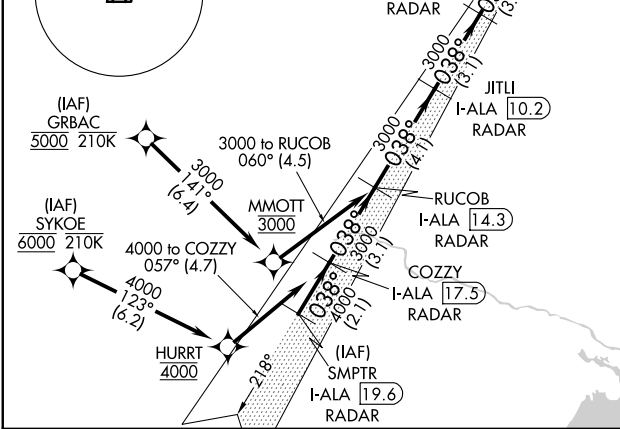 RADAR
(3.
3000
038°
(3.1)
JITLI
I-ALA 10.2
RADAR
(IAF)
GRBAC
5000 210K
3000
141°
(6.4)
3000 to RUCOB
060° (4.5)
3000
038°
(4.1)
MMOTT
3000
RUCOB
I-ALA 14.3
RADAR
(IAF)
SYKOE
6000 210K
4000
123°
(6.2)
4000 to COZZY
057° (4.7)
038°
3000
(3.1)
COZZY
I-ALA 17.5
RADAR
038°
4000
(2.1)
HURRT
4000
218°
(IAF)
SMPTR
I-ALA 19.6
RADAR